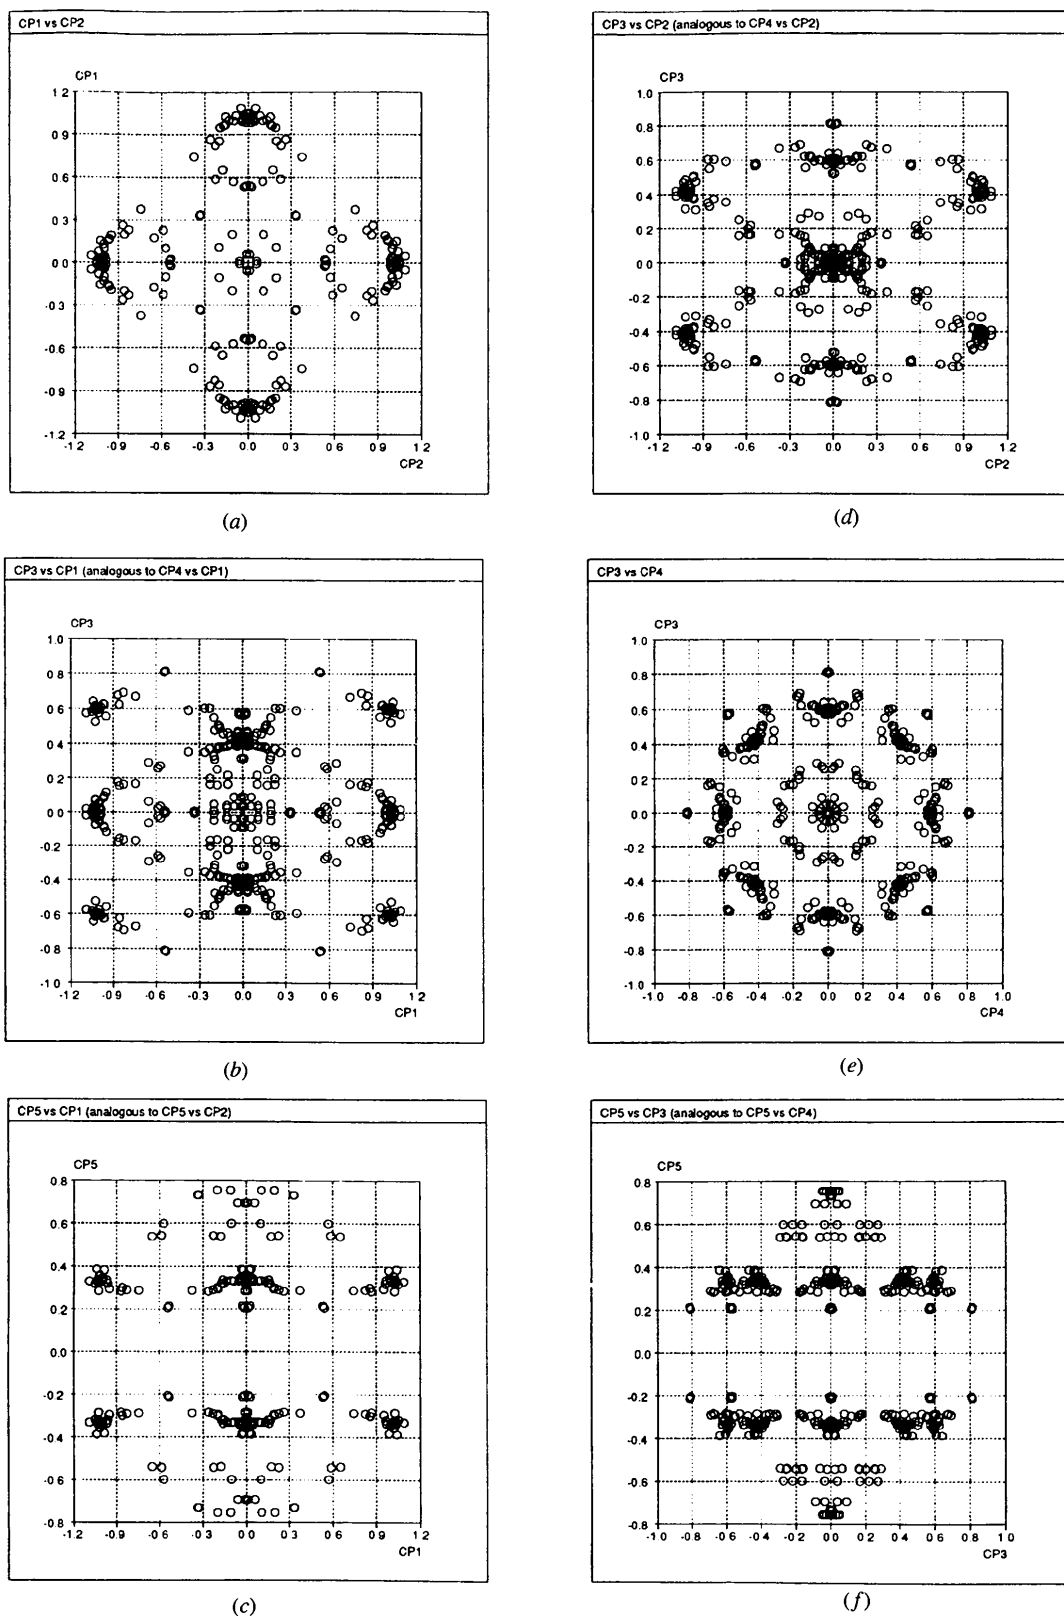 CP1 vs CP2
CP1
1 2
0 9
0 6
0 3
0 0
-0 3
-0 6
-0 9
-1.2
-1 2 -0 9 -0 6 -0 3 0.0 0 3 0 6 0 9 1 2
CP2
(a)
CP3 vs CP2 (analogous to CP4 vs CP2)
CP3
1 0
0 8
0.6
0.4
0 2
0 0
-0 2
-0 4
-0 6
-0 8
-1.0
-1 2 -0 9 -0 6 -0 3 0.0 0 3 0 6 0 9 1 2
CP2
(d)
CP3 vs CP1 (analogous to CP4 vs CP1)
CP3
1.0
0 8
0 6
0 4
0 2
0 0
-0 2
-0 4
-0 6
-0 8
-1 0
-1 2 -0 9 -0 6 -0 3 0.0 0 3 0 6 0 9 1 2
CP1
(b)
CP3 vs CP4
CP3
1 0
0 8
0 6
0 4
0 2
0 0
-0 2
-0 4
-0 6
-0 8
-1 0
-1 0 -0 8 -0 6 -0 4 -0 2 0.0 0 2 0 4 0 6 0 8 1 0
CP4
(e)
CP5 vs CP1 (analogous to CP5 vs CP2)
CP5
0.8
0.6
0.4
0.2
0.0
-0.2
-0.4
-0.6
-0.8
-1 2 -0 9 -0 6 -0 3 0.0 0 3 0 6 0 9 1 2
CP1
(c)
CP5 vs CP3 (analogous to CP5 vs CP4)
CP5
0.8
0.6
0.4
0.2
0.0
-0.2
-0.4
-0.6
-0.8
-1 0 -0 8 -0 6 -0 4 -0 2 0.0 0 2 0 4 0 6 0 8 1 0
CP3
(f)